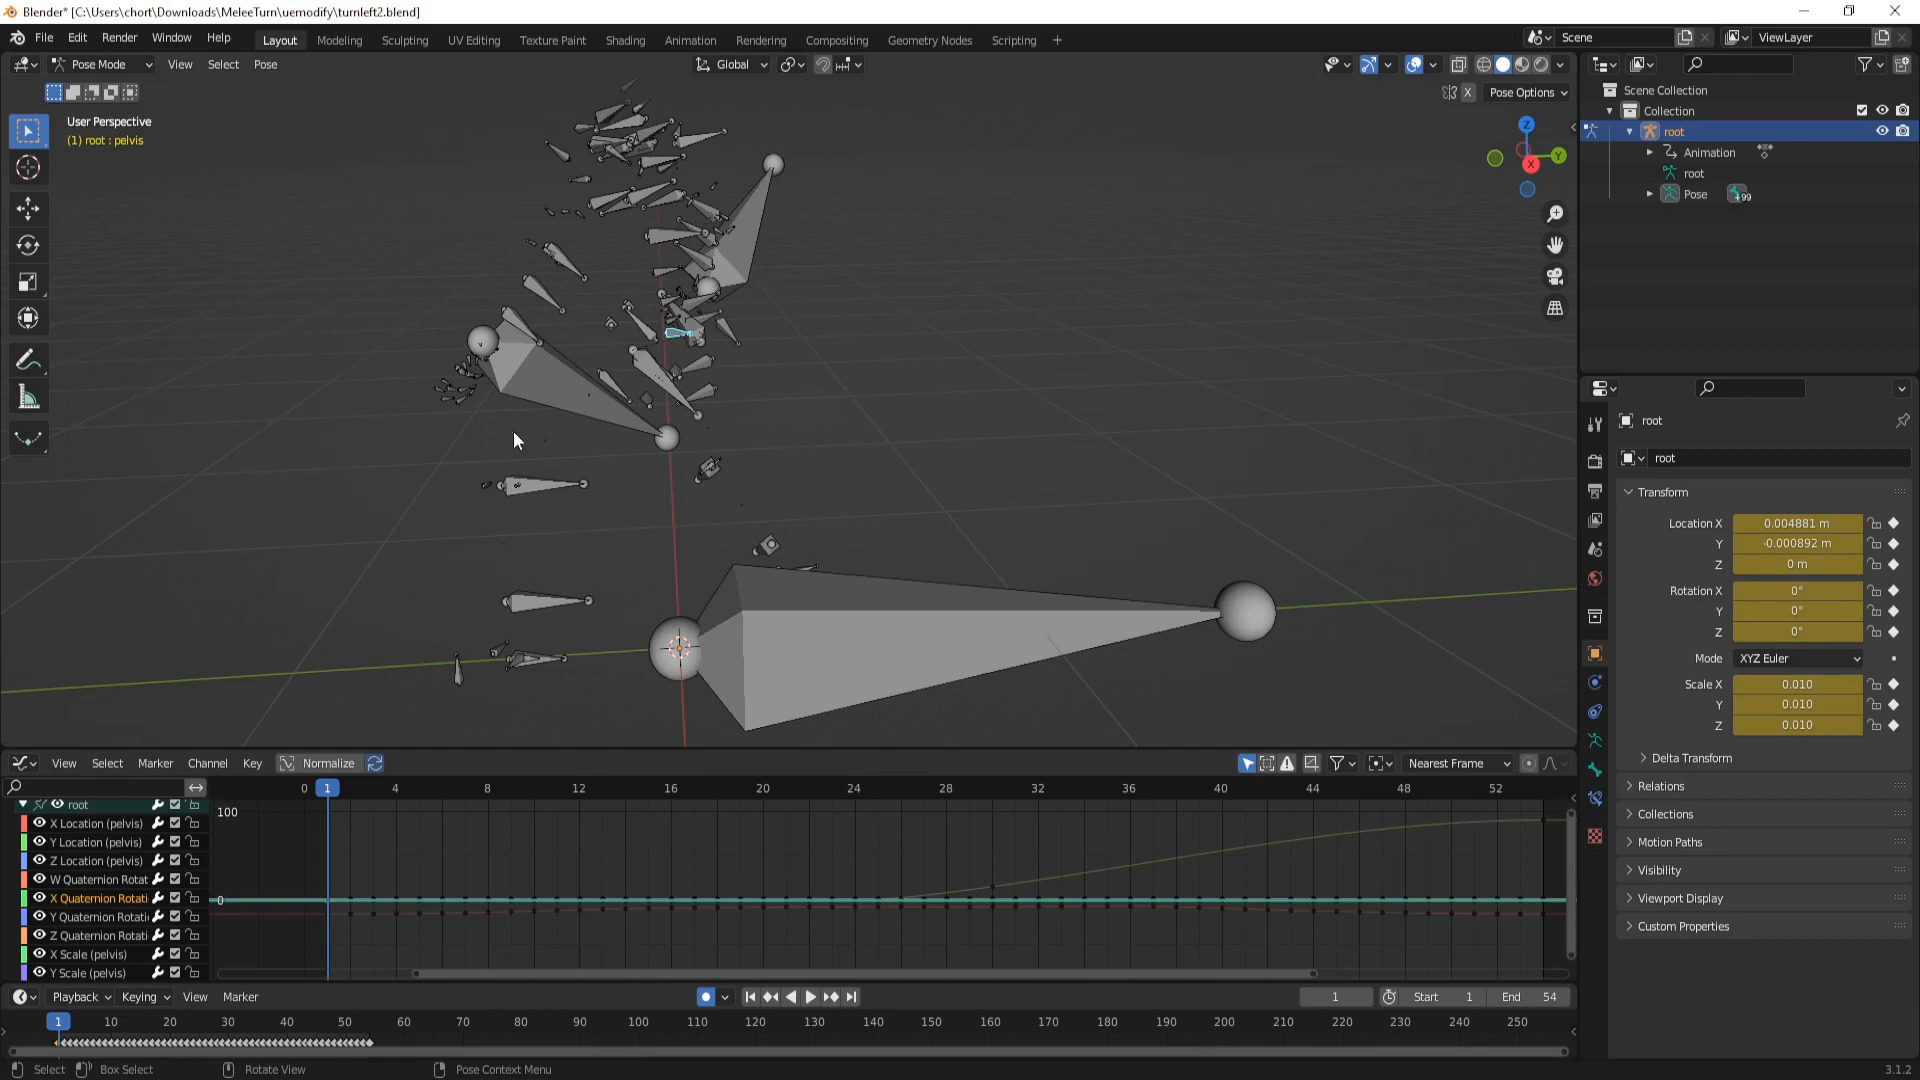 Blender* [C:\Users\chort\Downloads\MeleeTurn\uemodify\turnleft2.blend]
File Edit Render Window Help Layout Modeling Sculpting UV Editing Texture Paint Shading Animation Rendering Compositing Geometry Nodes Scripting + Scene ViewLayer
Pose Mode View Select Pose Global
X Pose Options
User Perspective
(1) root : pelvis
Z
Y
X
Scene Collection
Collection
root
Animation
root
Pose 99
root
root
Transform
Location X 0.004881 m
Y -0.000892 m
Z 0 m
Rotation X 0°
Y 0°
Z 0°
Mode XYZ Euler
Scale X 0.010
Y 0.010
Z 0.010
Delta Transform
Relations
Collections
Motion Paths
Visibility
Viewport Display
Custom Properties
View Select Marker Channel Key Normalize Nearest Frame
0 1 4 8 12 16 20 24 28 32 36 40 44 48 52
root
100
X Location (pelvis)
Y Location (pelvis)
Z Location (pelvis)
W Quaternion Rotat
X Quaternion Rotati
0
Y Quaternion Rotati
Z Quaternion Rotati
X Scale (pelvis)
Y Scale (pelvis)
Playback Keying View Marker 1 Start 1 End 54
1 10 20 30 40 50 60 70 80 90 100 110 120 130 140 150 160 170 180 190 200 210 220 230 240 250
Select Box Select Rotate View Pose Context Menu 3.1.2